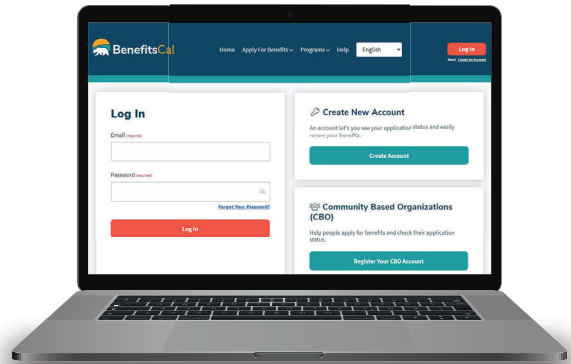 BenefitsCal
Home Apply For Benefits Programs Help English
Log In
New? Create An Account
Log In
Email required
Password required
Forgot Your Password?
Log In
Create New Account
An account let's you see your application status and easily
renew your benefits.
Create Account
Community Based Organizations
(CBO)
Help people apply for benefits and check their application
status.
Register Your CBO Account